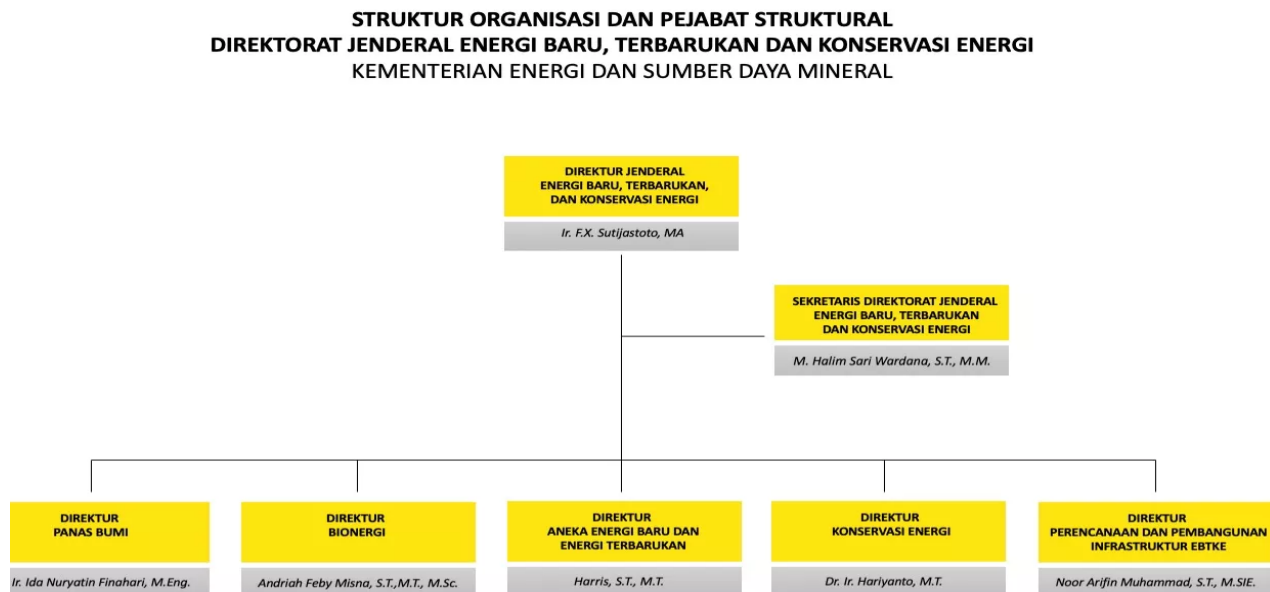 STRUKTUR ORGANISASI DAN PEJABAT STRUKTURAL
DIREKTORAT JENDERAL ENERGI BARU, TERBARUKAN DAN KONSERVASI ENERGI
KEMENTERIAN ENERGI DAN SUMBER DAYA MINERAL
DIREKTUR JENDERAL
ENERGI BARU, TERBARUKAN,
DAN KONSERVASI ENERGI
Ir. F.X. Sutijastoto, MA
SEKRETARIS DIREKTORAT JENDERAL
ENERGI BARU, TERBARUKAN
DAN KONSERVASI ENERGI
M. Halim Sari Wardana, S.T., M.M.
DIREKTUR
PANAS BUMI
Ir. Ida Nuryatin Finahari, M.Eng.
DIREKTUR
BIONERGI
Andriah Feby Misna, S.T.,M.T., M.Sc.
DIREKTUR
ANEKA ENERGI BARU DAN
ENERGI TERBARUKAN
Harris, S.T., M.T.
DIREKTUR
KONSERVASI ENERGI
Dr. Ir. Hariyanto, M.T.
DIREKTUR
PERENCANAAN DAN PEMBANGUNAN
INFRASTRUKTUR EBTKE
Noor Arifin Muhammad, S.T., M.SIE.